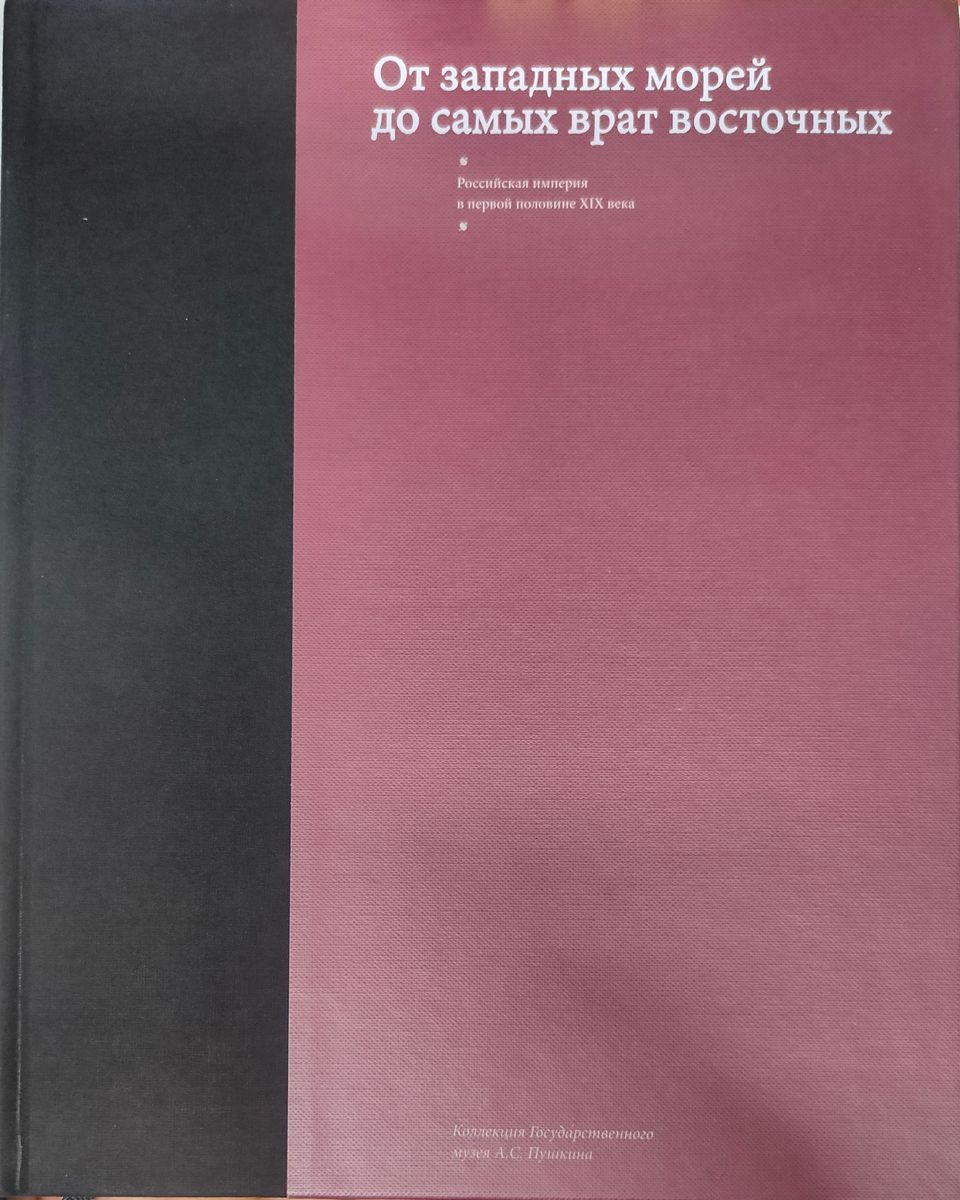 От западных морей
до самых врат восточных
Российская империя
в первой половине XIX века
Коллекция Государственного
музея А.С. Пушкина